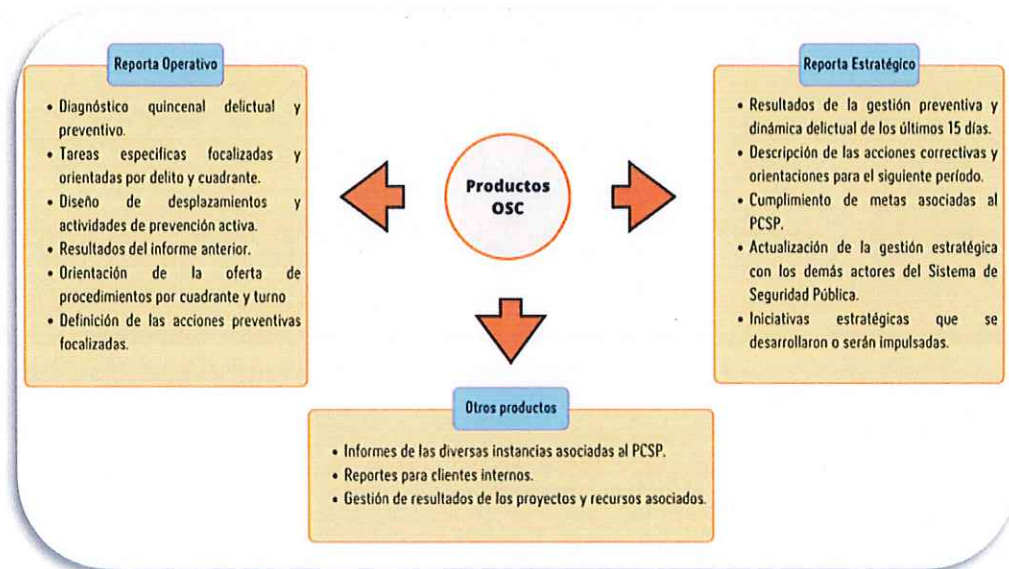 Reporta Operativo
• Diagnóstico quincenal delictual y
preventivo.
• Tareas especificas focalizadas y
orientadas por delito y cuadrante.
• Diseño de desplazamientos y
actividades de prevención activa.
• Resultados del informe anterior.
• Orientación de la oferta de
procedimientos por cuadrante y turno
• Definición de las acciones preventivas
focalizadas.
Productos
OSC
Reporta Estratégico
• Resultados de la gestión preventiva y
dinámica delictual de los últimos 15 días.
• Descripción de las acciones correctivas y
orientaciones para el siguiente período.
• Cumplimiento de metas asociadas al
PCSP.
• Actualización de la gestión estratégica
con los demás actores del Sistema de
Seguridad Pública.
• Iniciativas estratégicas que se
desarrollaron o serán impulsadas.
Otros productos
• Informes de las diversas instancias asociadas al PCSP.
• Reportes para clientes internos.
• Gestión de resultados de los proyectos y recursos asociados.